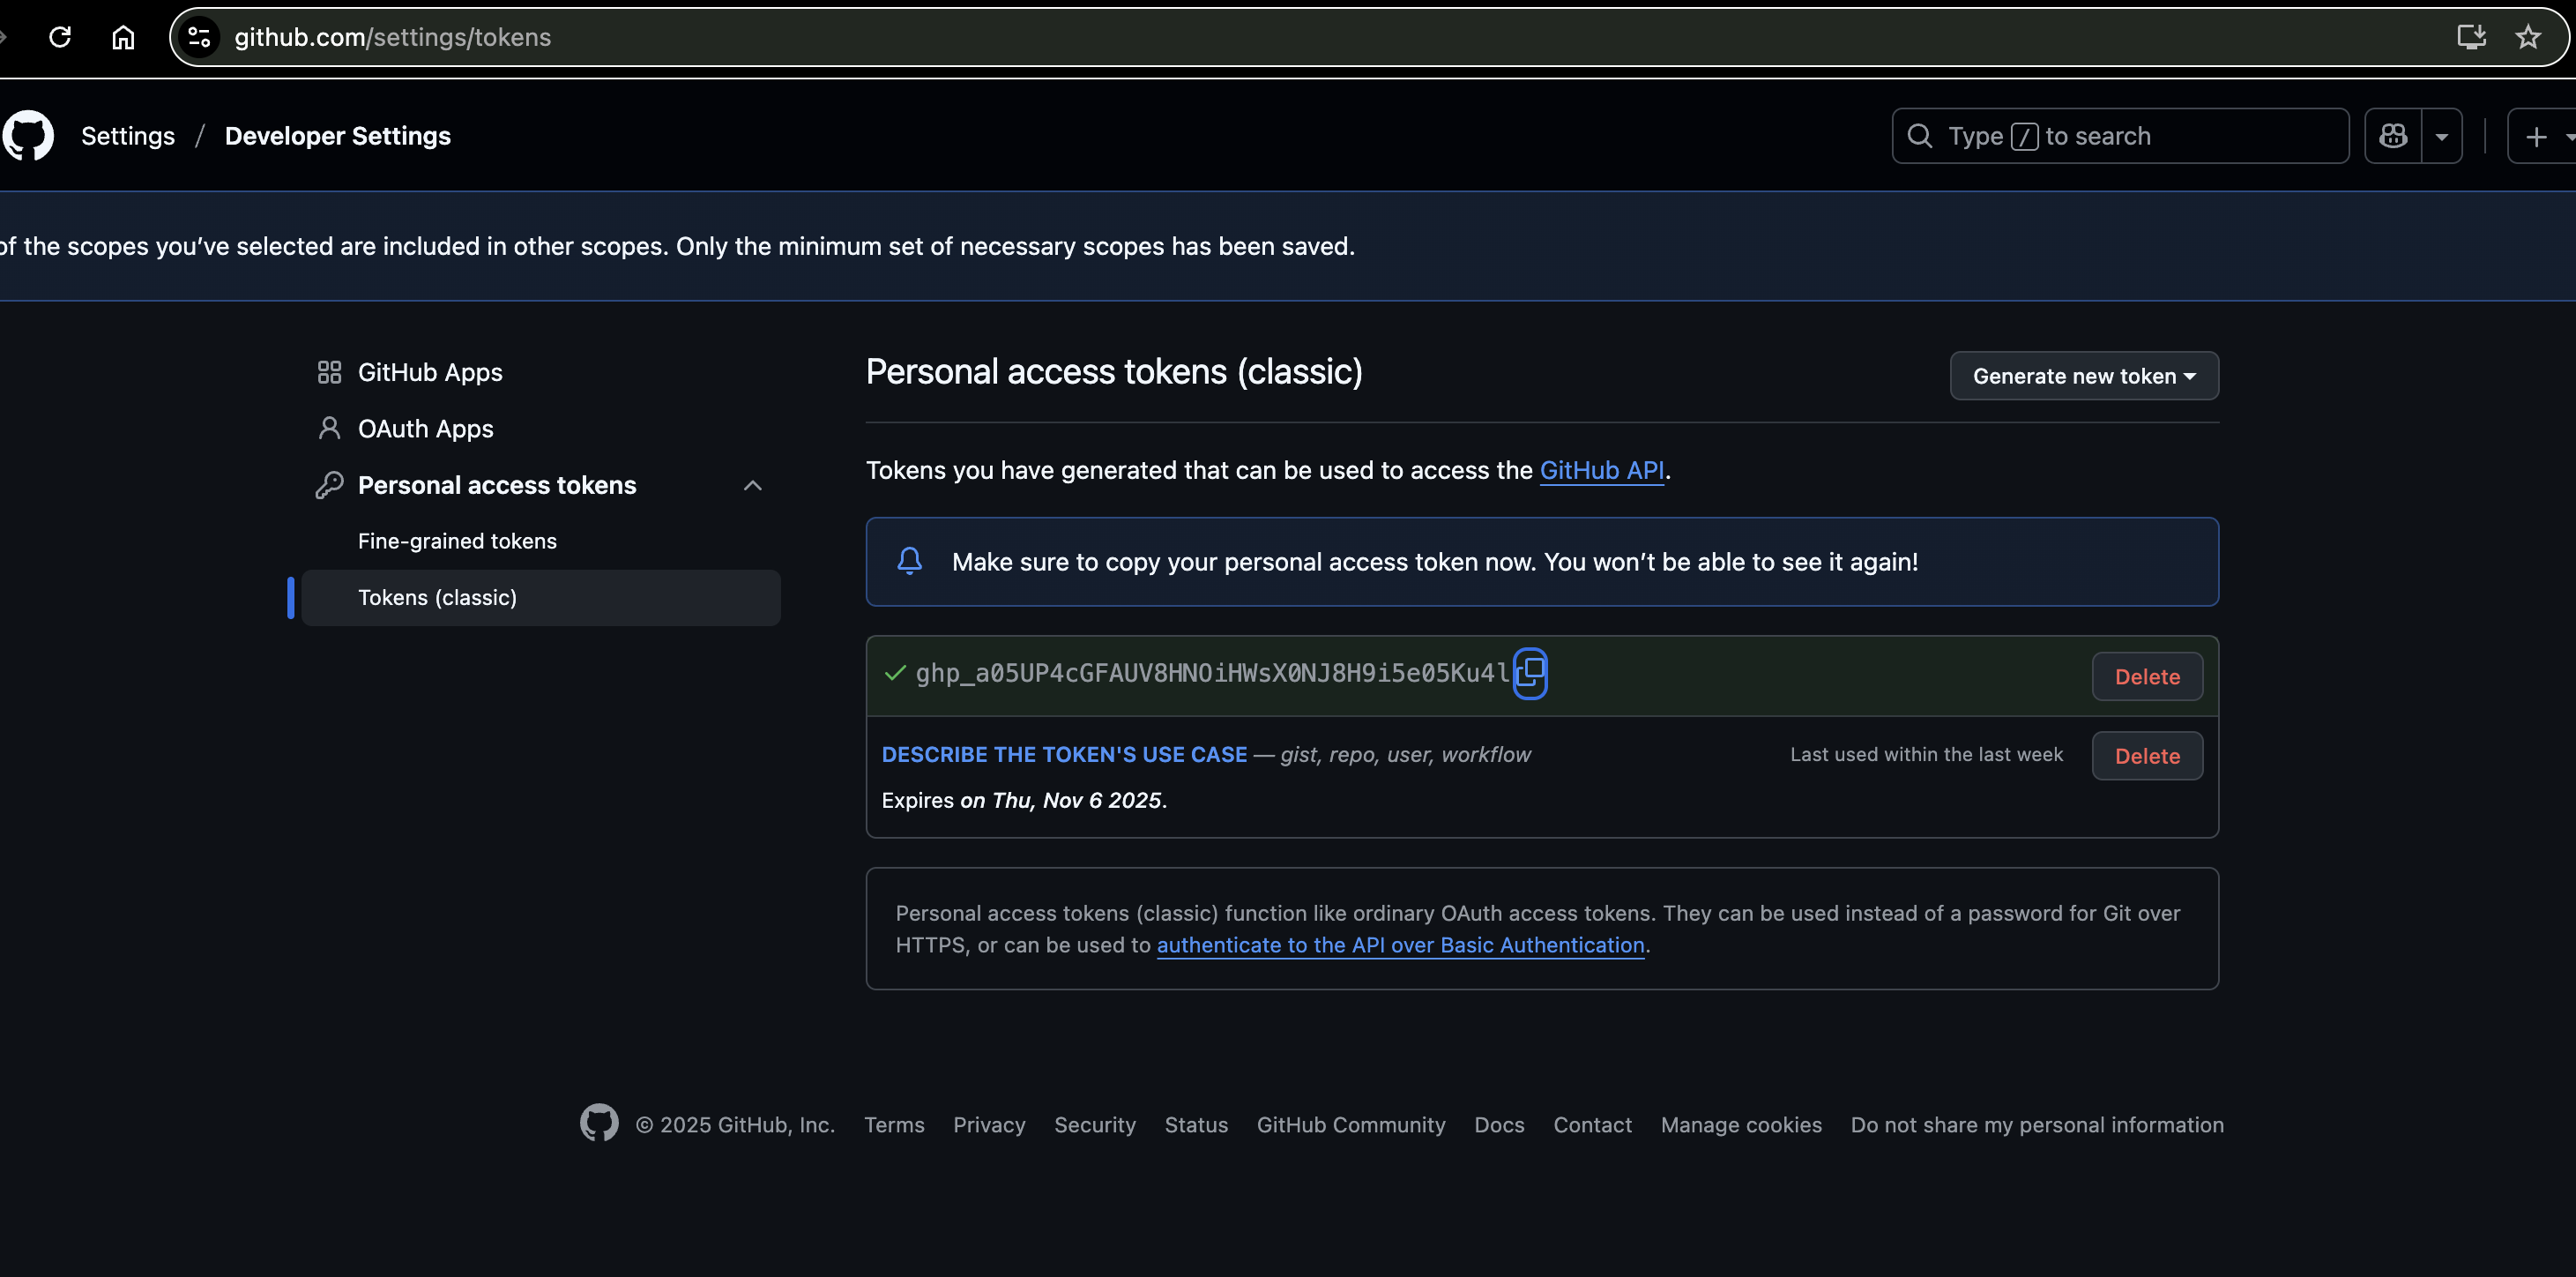 github.com/settings/tokens
Settings / Developer Settings
Type / to search
of the scopes you’ve selected are included in other scopes. Only the minimum set of necessary scopes has been saved.
GitHub Apps
OAuth Apps
Personal access tokens
Fine-grained tokens
Tokens (classic)
Personal access tokens (classic)
Generate new token
Tokens you have generated that can be used to access the GitHub API.
Make sure to copy your personal access token now. You won’t be able to see it again!
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
Delete
DESCRIBE THE TOKEN'S USE CASE — gist, repo, user, workflow
Last used within the last week
Delete
Expires on Thu, Nov 6 2025.
Personal access tokens (classic) function like ordinary OAuth access tokens. They can be used instead of a password for Git over
HTTPS, or can be used to authenticate to the API over Basic Authentication.
© 2025 GitHub, Inc. Terms Privacy Security Status GitHub Community Docs Contact Manage cookies Do not share my personal information